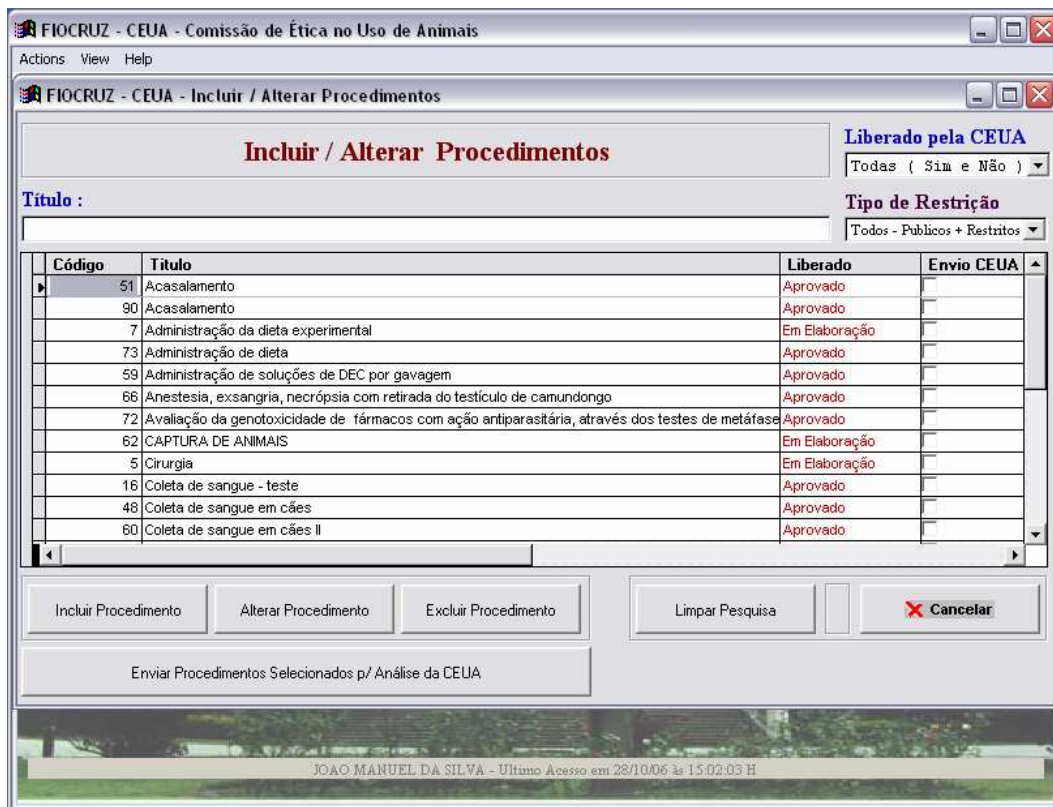 FIOCRUZ - CEUA - Comissão de Ética no Uso de Animais
Actions View Help
FIOCRUZ - CEUA - Incluir / Alterar Procedimentos
Incluir / Alterar Procedimentos
Liberado pela CEUA
Todas ( Sim e Não )
Título :
Tipo de Restrição
Todos - Publicos + Restritos
Código Titulo Liberado Envio CEUA
51 Acasalamento Aprovado
90 Acasalamento Aprovado
7 Administração da dieta experimental Em Elaboração
73 Administração de dieta Aprovado
59 Administração de soluções de DEC por gavagem Aprovado
66 Anestesia, exsangria, necrópsia com retirada do testículo de camundongo Aprovado
72 Avaliação da genotoxicidade de fármacos com ação antiparasitária, através dos testes de metáfase Aprovado
62 CAPTURA DE ANIMAIS Em Elaboração
5 Cirurgia Em Elaboração
16 Coleta de sangue - teste Aprovado
48 Coleta de sangue em cães Aprovado
60 Coleta de sangue em cães II Aprovado
Incluir Procedimento Alterar Procedimento Excluir Procedimento Limpar Pesquisa Cancelar
Enviar Procedimentos Selecionados p/ Análise da CEUA
JOAO MANUEL DA SILVA - Ultimo Acesso em 28/10/06 às 15:02:03 H